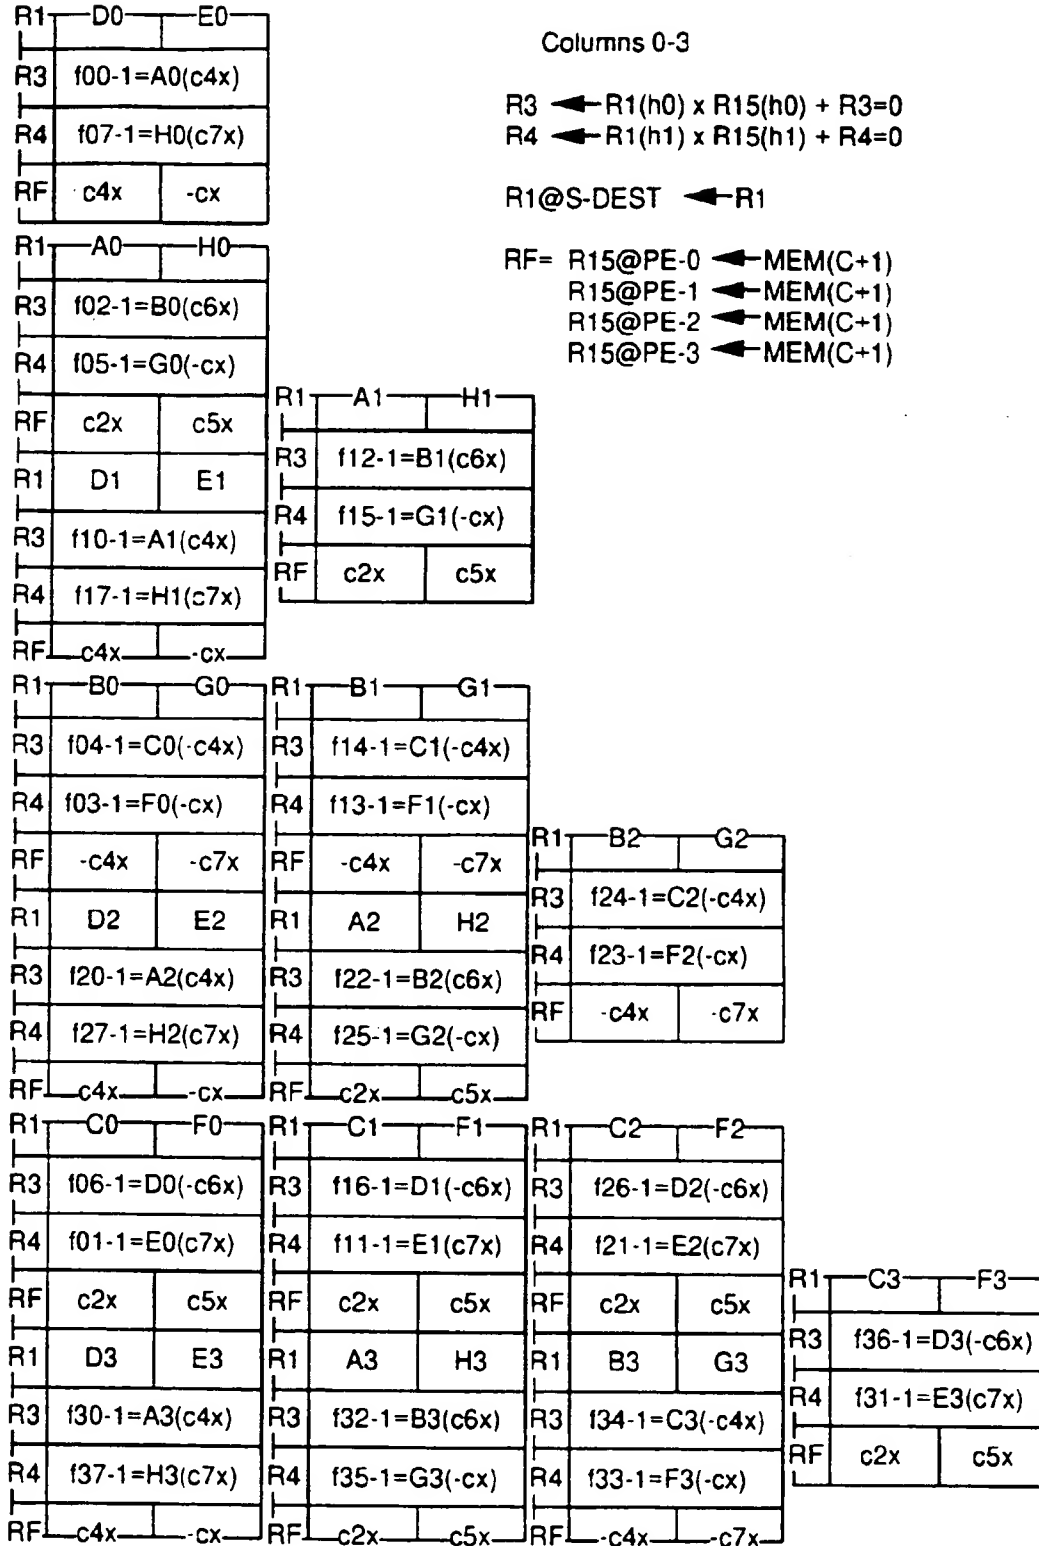 R1 D0 E0
R3 f00-1=A0(c4x)
R4 f07-1=H0(c7x)
RF c4x -cx
Columns 0-3
R3 ← R1(h0) x R15(h0) + R3=0
R4 ← R1(h1) x R15(h1) + R4=0
R1@S-DEST ← R1
RF= R15@PE-0 ← MEM(C+1)
R15@PE-1 ← MEM(C+1)
R15@PE-2 ← MEM(C+1)
R15@PE-3 ← MEM(C+1)
R1 A0 H0
R3 f02-1=B0(c6x)
R4 f05-1=G0(-cx)
RF c2x c5x
R1 D1 E1
R3 f10-1=A1(c4x)
R4 f17-1=H1(c7x)
RF c4x -cx
R1 A1 H1
R3 f12-1=B1(c6x)
R4 f15-1=G1(-cx)
RF c2x c5x
R1 B0 G0
R3 f04-1=C0(-c4x)
R4 f03-1=F0(-cx)
RF -c4x -c7x
R1 D2 E2
R3 f20-1=A2(c4x)
R4 f27-1=H2(c7x)
RF c4x -cx
R1 B1 G1
R3 f14-1=C1(-c4x)
R4 f13-1=F1(-cx)
RF -c4x -c7x
R1 A2 H2
R3 f22-1=B2(c6x)
R4 f25-1=G2(-cx)
RF c2x c5x
R1 B2 G2
R3 f24-1=C2(-c4x)
R4 f23-1=F2(-cx)
RF -c4x -c7x
R1 C0 F0
R3 f06-1=D0(-c6x)
R4 f01-1=E0(c7x)
RF c2x c5x
R1 D3 E3
R3 f30-1=A3(c4x)
R4 f37-1=H3(c7x)
RF c4x -cx
R1 C1 F1
R3 f16-1=D1(-c6x)
R4 f11-1=E1(c7x)
RF c2x c5x
R1 A3 H3
R3 f32-1=B3(c6x)
R4 f35-1=G3(-cx)
RF c2x c5x
R1 C2 F2
R3 f26-1=D2(-c6x)
R4 f21-1=E2(c7x)
RF c2x c5x
R1 B3 G3
R3 f34-1=C3(-c4x)
R4 f33-1=F3(-cx)
RF -c4x -c7x
R1 C3 F3
R3 f36-1=D3(-c6x)
R4 f31-1=E3(c7x)
RF c2x c5x